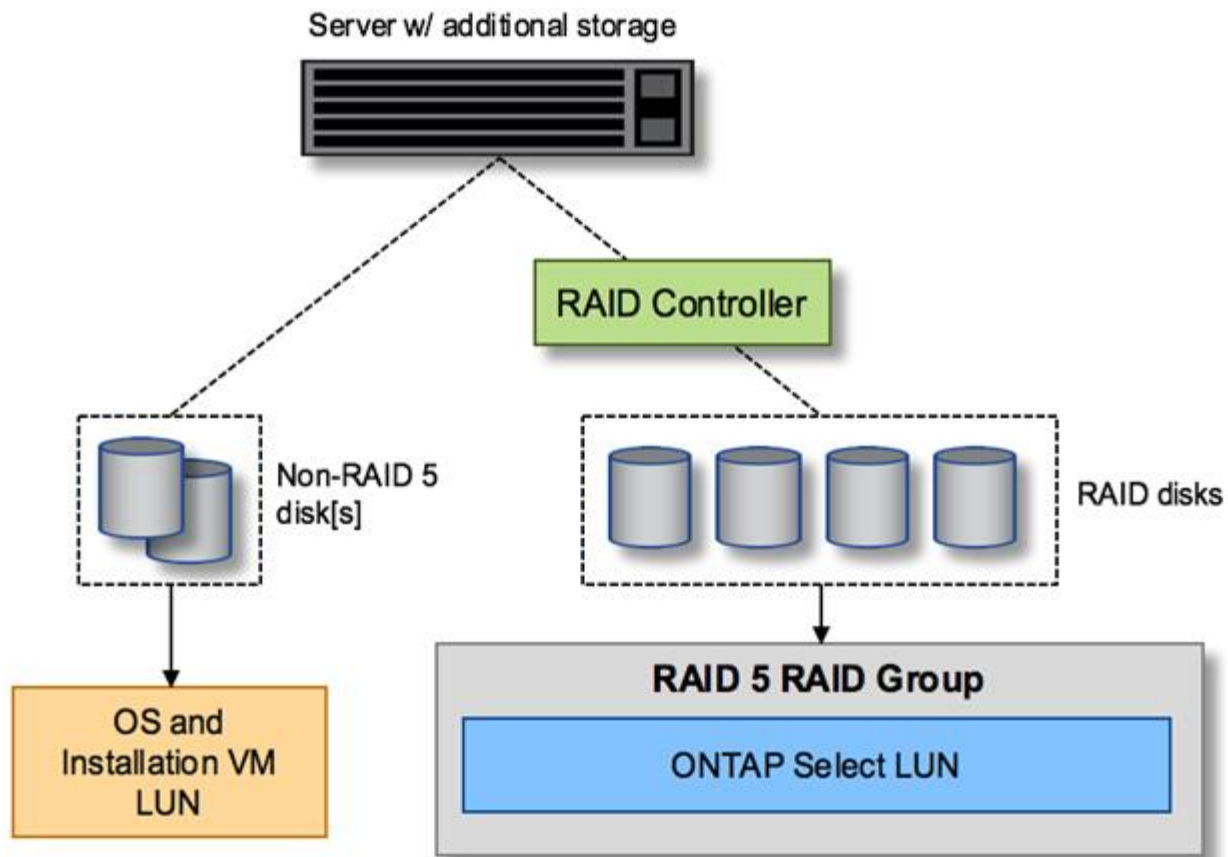 Server w/ additional storage
RAID Controller
Non-RAID 5
disk[s]
RAID disks
OS and
Installation VM
LUN
RAID 5 RAID Group
ONTAP Select LUN